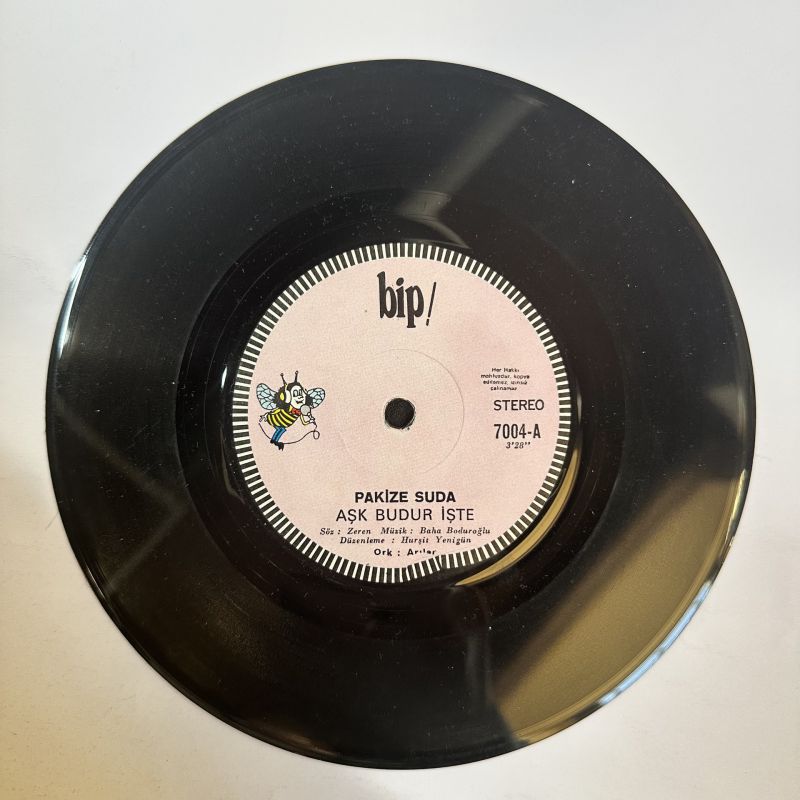 bip!
Her Hakkı
mahfuzdur, kopya
edilemez, izinsiz
çalınamaz
STEREO
7004-A
3'28"
PAKİZE SUDA
AŞK BUDUR İŞTE
Söz : Zeren Müzik : Baha Boduroğlu
Düzenleme : Hurşit Yenigün
Ork : Arılar